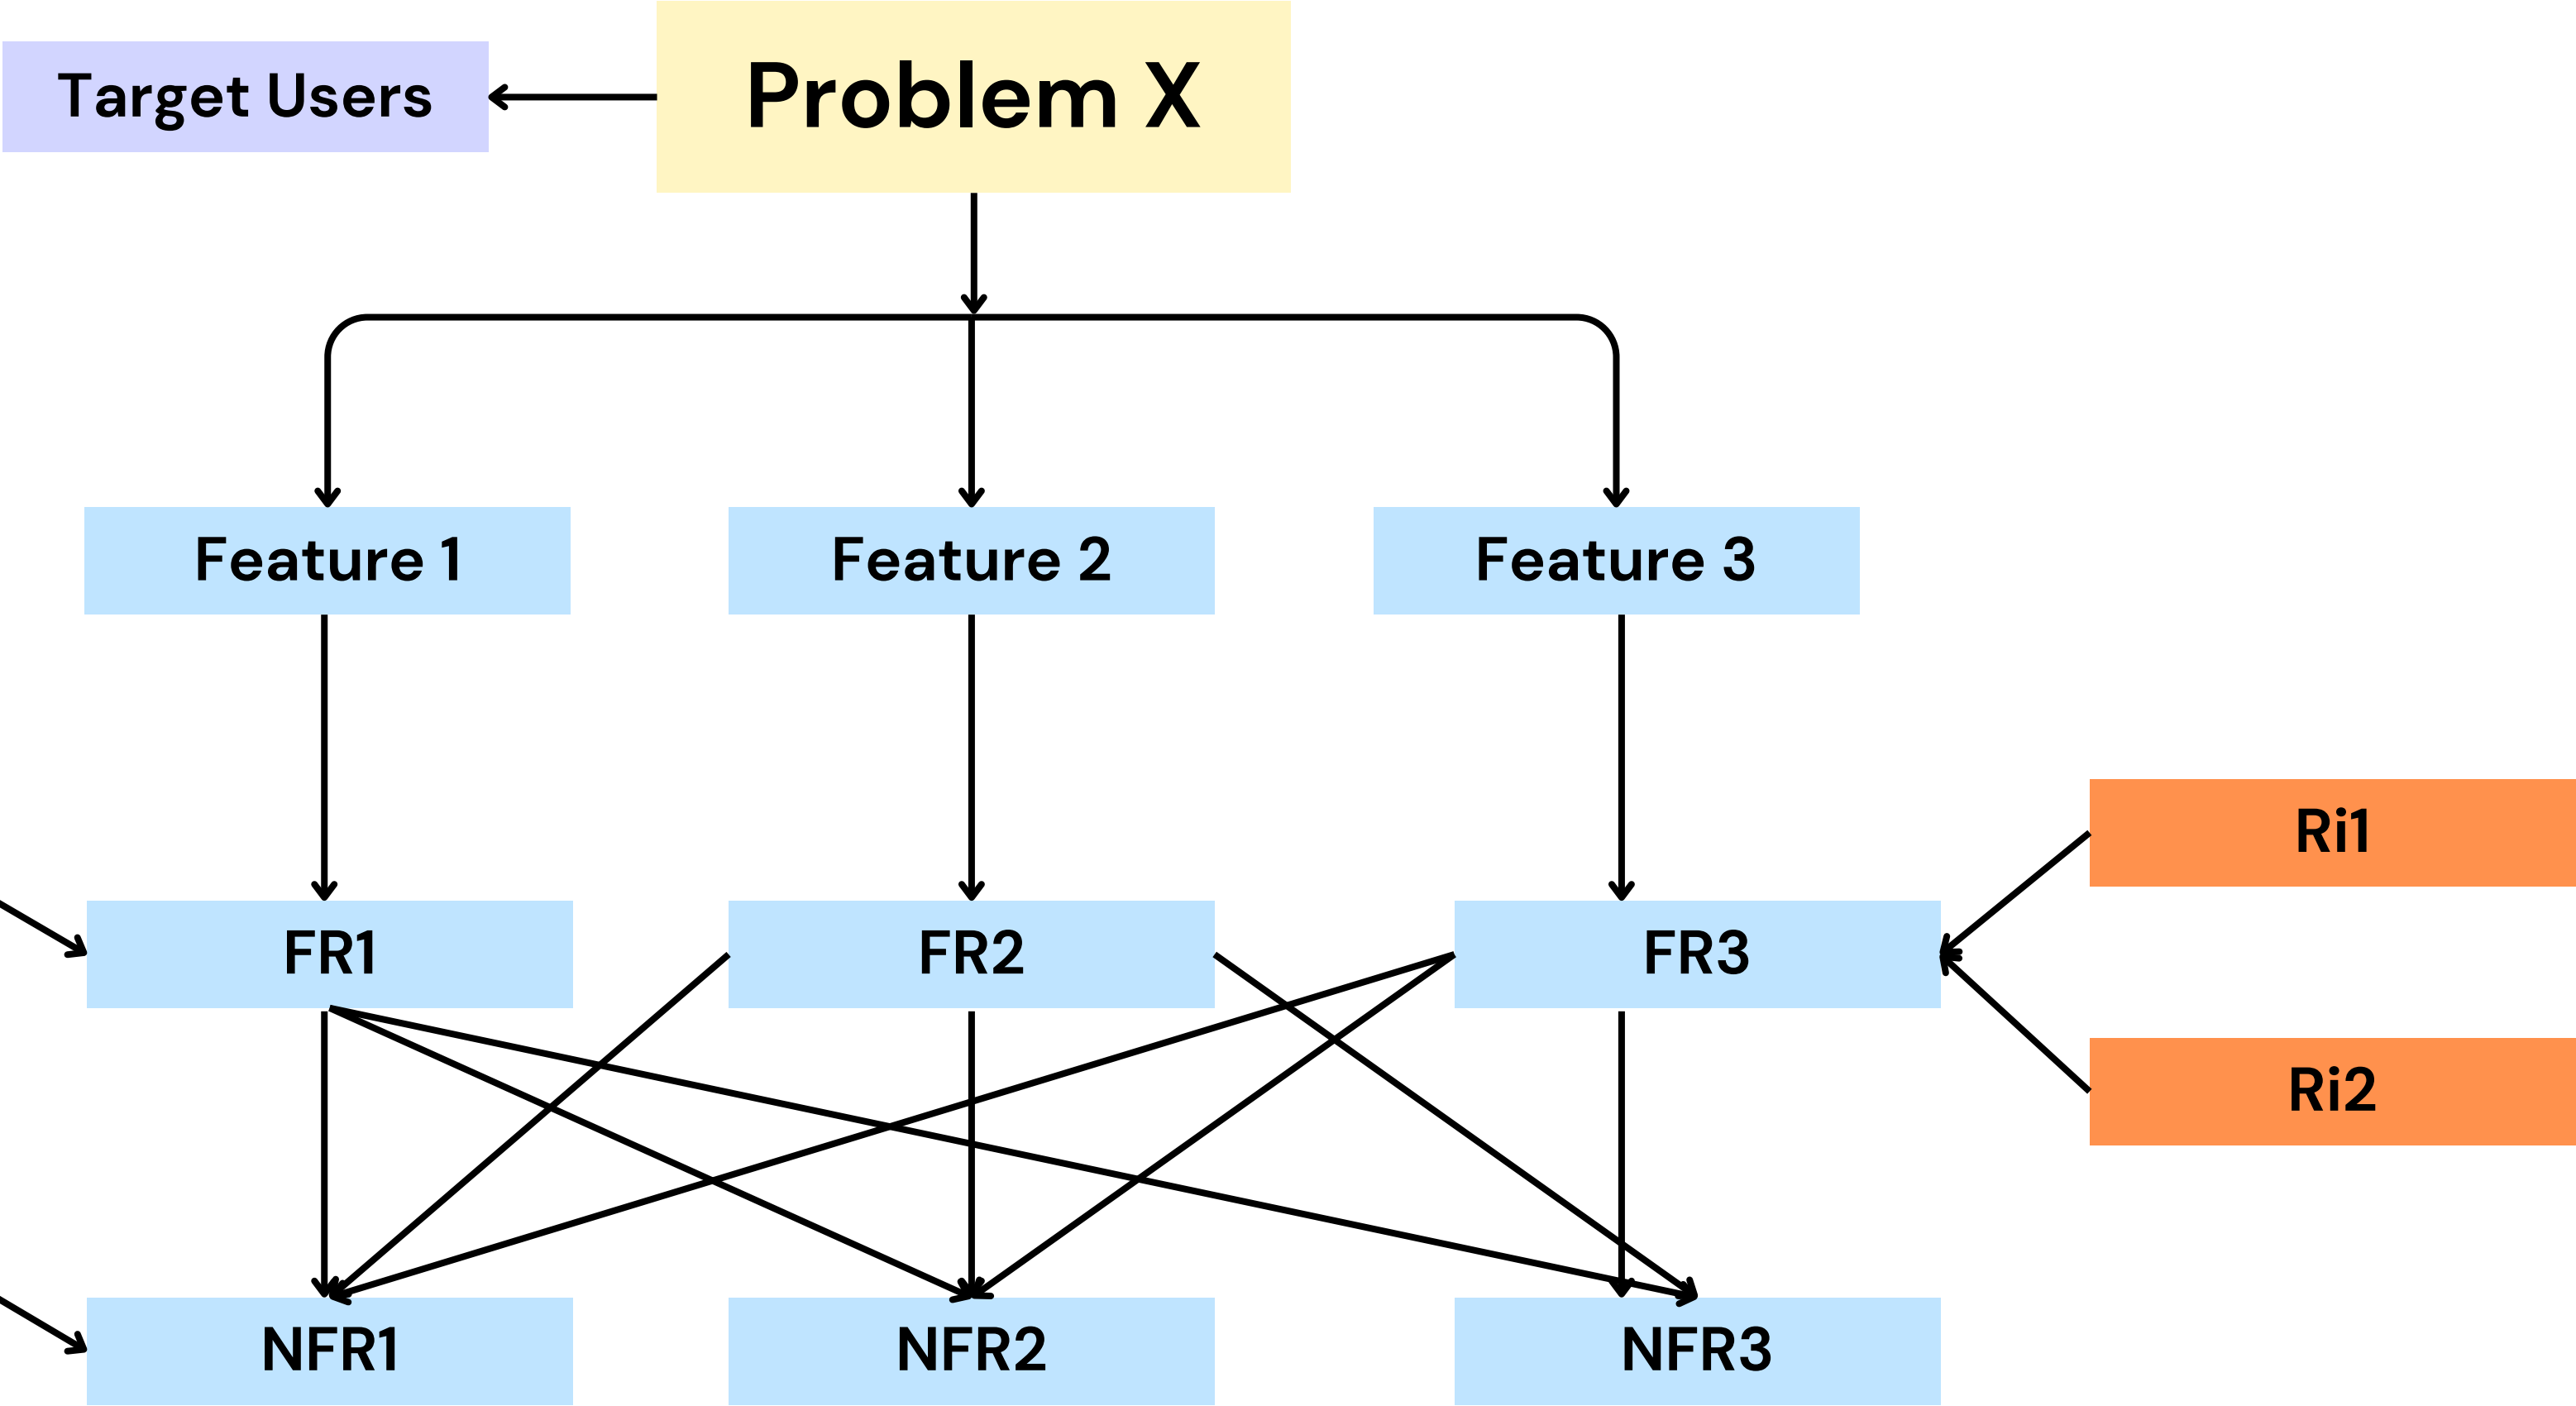 Target Users
Problem X
Feature 1
Feature 2
Feature 3
Ri1
FR1
FR2
FR3
Ri2
NFR1
NFR2
NFR3